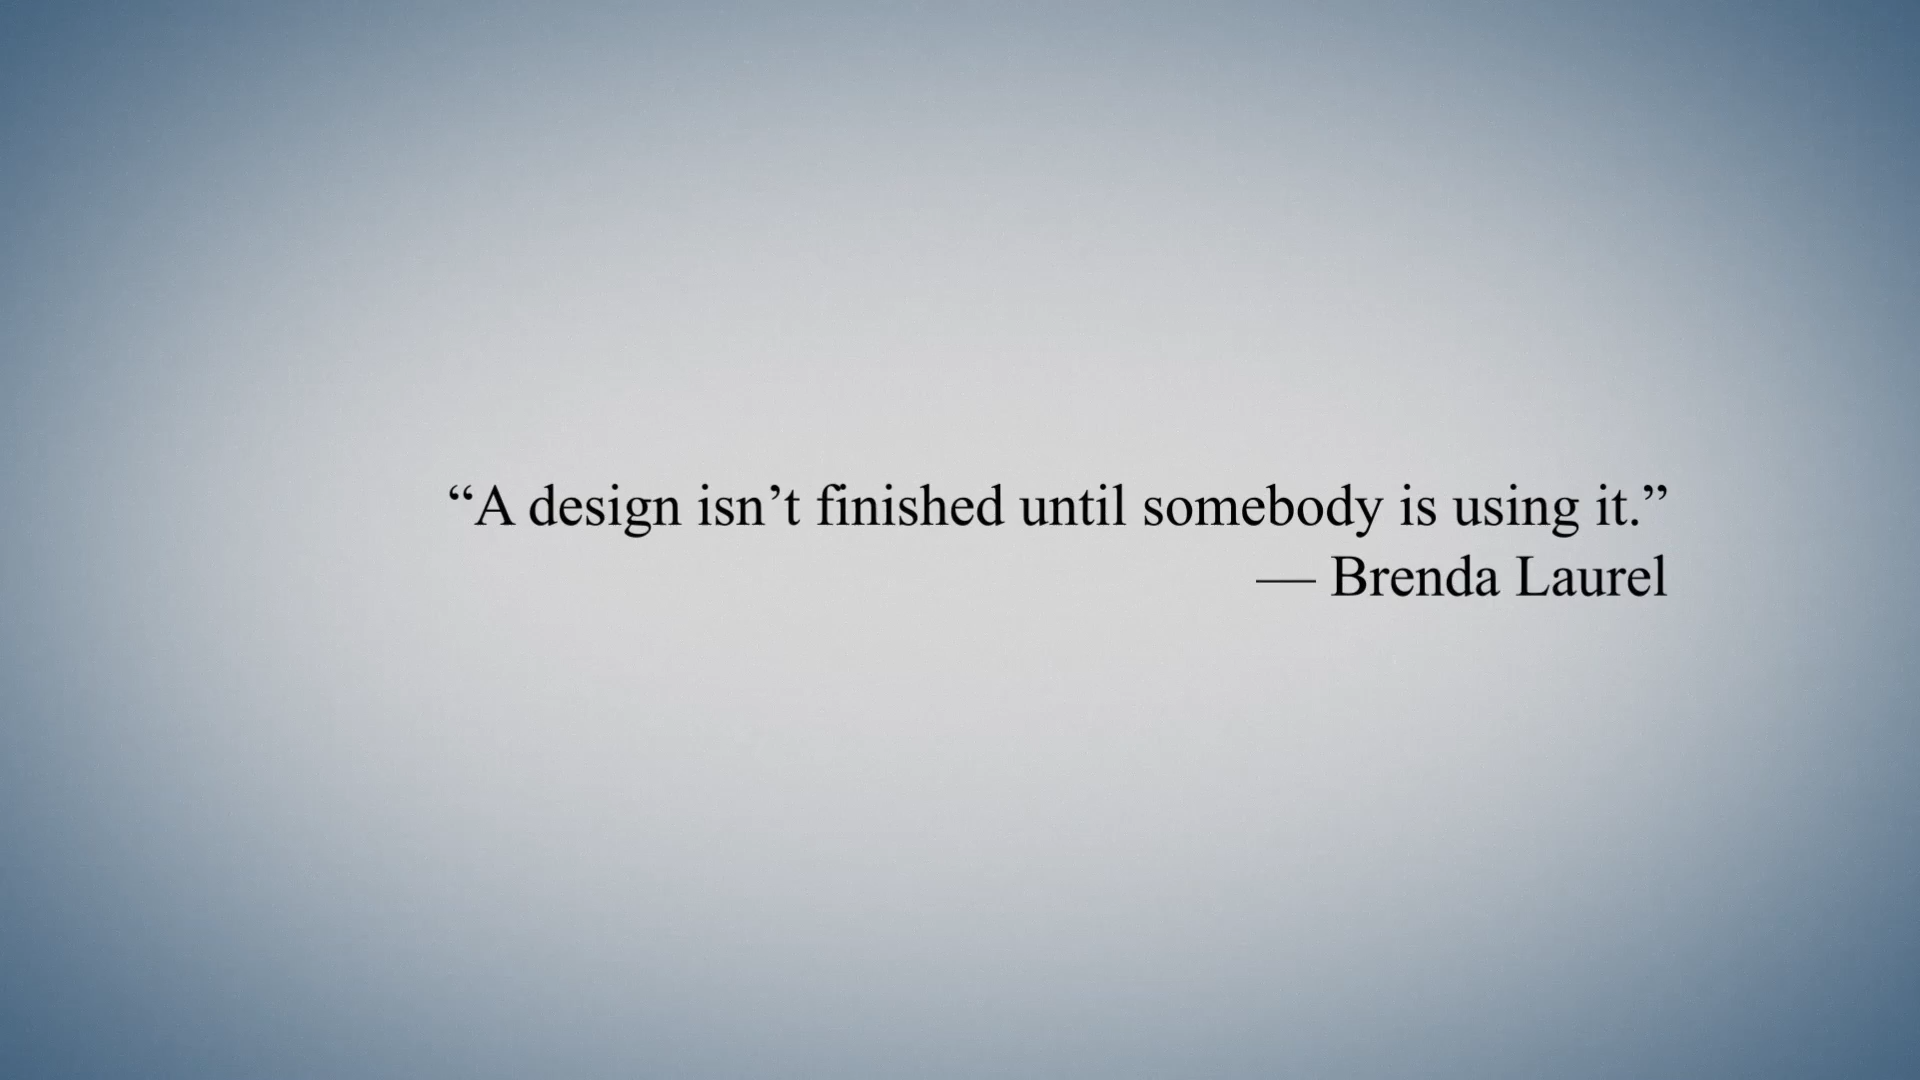 “A design isn’t finished until somebody is using it.”
— Brenda Laurel